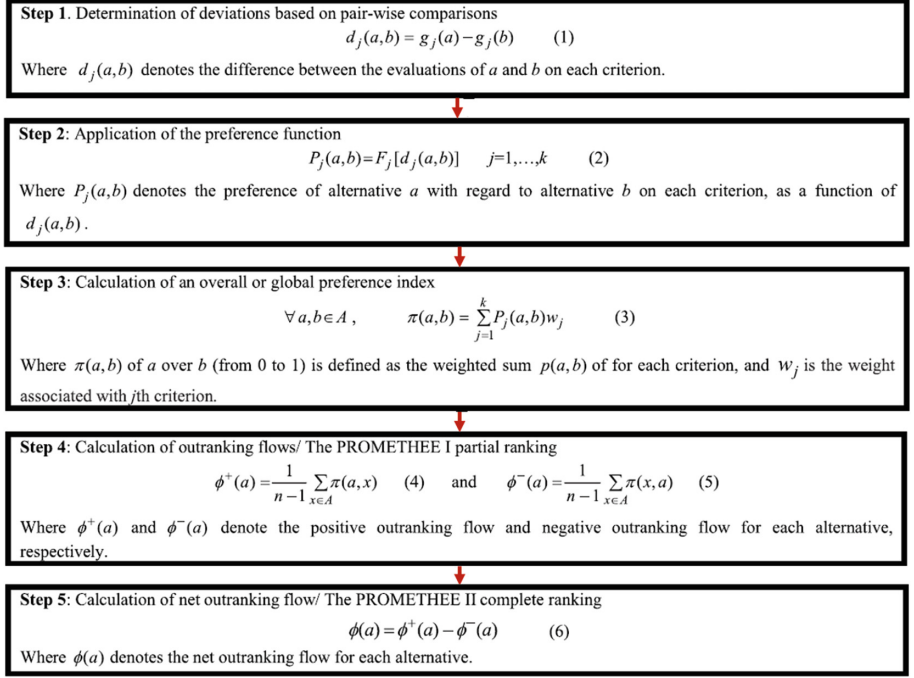 Step 1. Determination of deviations based on pair-wise comparisons
d_j(a,b) = g_j(a) − g_j(b) (1)
Where d_j(a,b) denotes the difference between the evaluations of a and b on each criterion.
Step 2: Application of the preference function
P_j(a,b)=F_j[d_j(a,b)] j=1,...,k (2)
Where P_j(a,b) denotes the preference of alternative a with regard to alternative b on each criterion, as a function of
d_j(a,b).
Step 3: Calculation of an overall or global preference index
∀ a,b∈A, π(a,b) = ∑_{j=1}^{k} P_j(a,b)w_j (3)
Where π(a,b) of a over b (from 0 to 1) is defined as the weighted sum p(a,b) of for each criterion, and w_j is the weight
associated with jth criterion.
Step 4: Calculation of outranking flows/ The PROMETHEE I partial ranking
ϕ⁺(a) = 1/(n−1) ∑_{x∈A} π(a,x) (4) and ϕ⁻(a) = 1/(n−1) ∑_{x∈A} π(x,a) (5)
Where ϕ⁺(a) and ϕ⁻(a) denote the positive outranking flow and negative outranking flow for each alternative,
respectively.
Step 5: Calculation of net outranking flow/ The PROMETHEE II complete ranking
ϕ(a) = ϕ⁺(a) − ϕ⁻(a) (6)
Where ϕ(a) denotes the net outranking flow for each alternative.